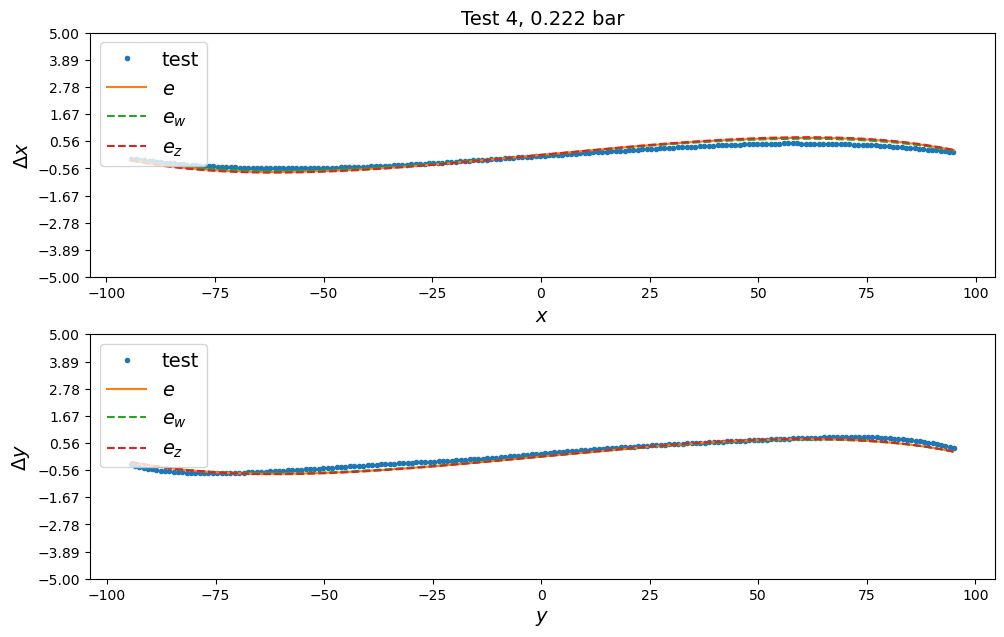 Test 4, 0.222 bar
5.00
3.89
2.78
1.67
0.56
−0.56
−1.67
−2.78
−3.89
−5.00
Δx
test
e
e_w
e_z
−100 −75 −50 −25 0 25 50 75 100
x
5.00
3.89
2.78
1.67
0.56
−0.56
−1.67
−2.78
−3.89
−5.00
Δy
test
e
e_w
e_z
−100 −75 −50 −25 0 25 50 75 100
y